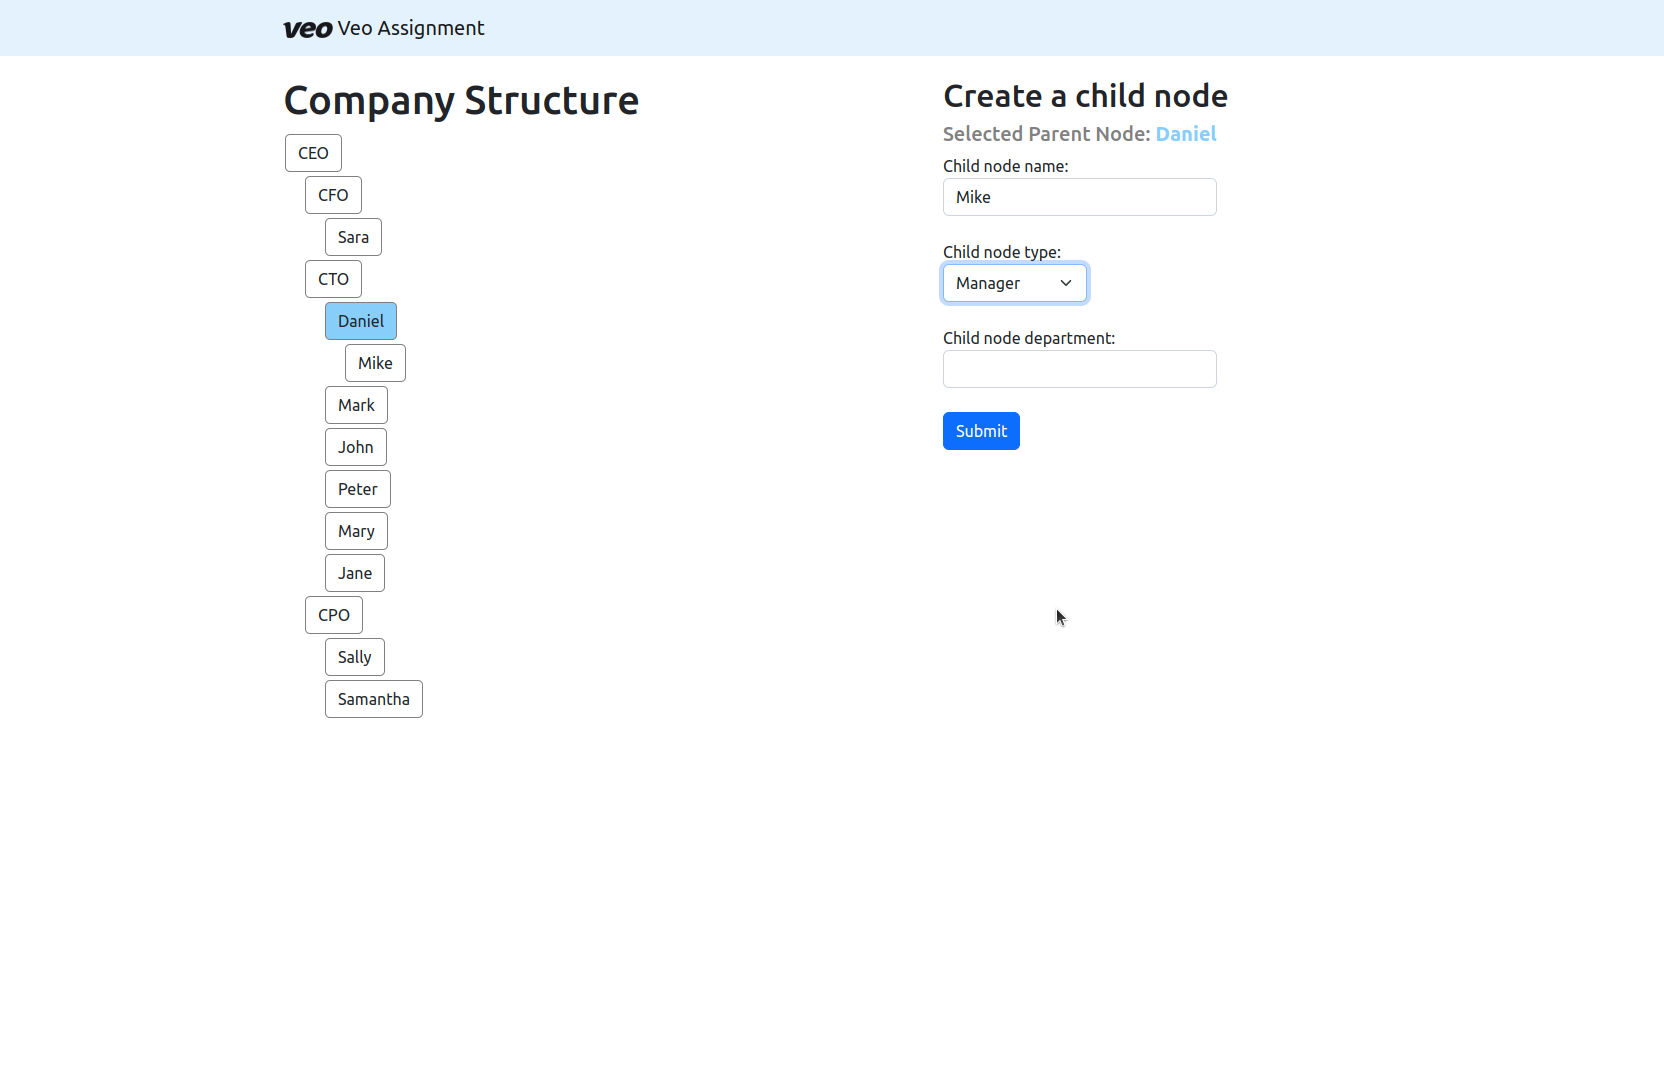 veo Veo Assignment
Company Structure
CEO
CFO
Sara
CTO
Daniel
Mike
Mark
John
Peter
Mary
Jane
CPO
Sally
Samantha
Create a child node
Selected Parent Node: Daniel
Child node name:
Mike
Child node type:
Manager
Child node department:
Submit